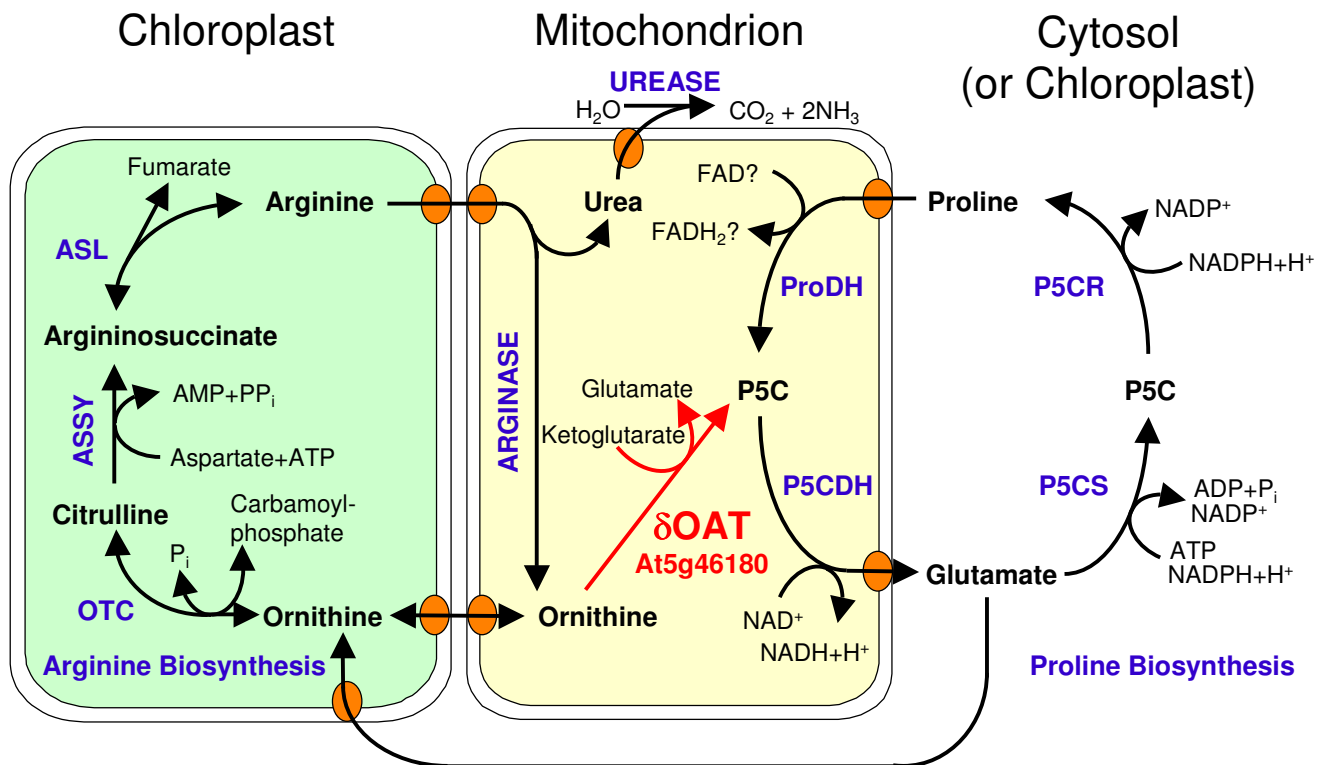 Chloroplast
Mitochondrion
Cytosol
(or Chloroplast)
UREASE
H₂O
CO₂ + 2NH₃
Fumarate
Arginine
ASL
Argininosuccinate
AMP+PPᵢ
ASSY
Aspartate+ATP
Citrulline
Carbamoyl-
phosphate
Pᵢ
OTC
Ornithine
Arginine Biosynthesis
Urea
FAD?
FADH₂?
ProDH
ARGINASE
Glutamate
P5C
Ketoglutarate
P5CDH
δOAT
At5g46180
Ornithine
NAD⁺
NADH+H⁺
Proline
NADP⁺
NADPH+H⁺
P5CR
P5C
P5CS
ADP+Pᵢ
NADP⁺
ATP
NADPH+H⁺
Glutamate
Proline Biosynthesis